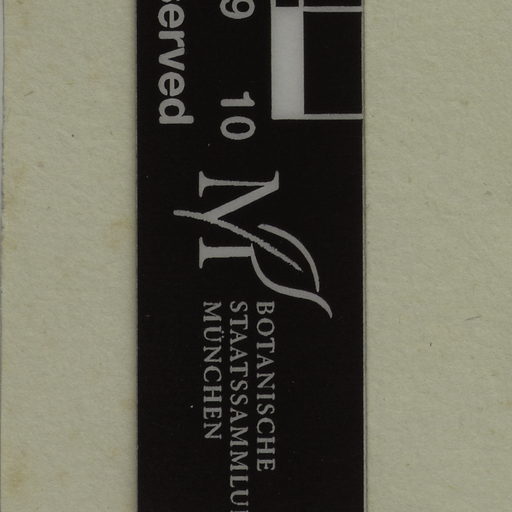 served
9 10
M
BOTANISCHE
STAATSSAMMLU
MÜNCHEN